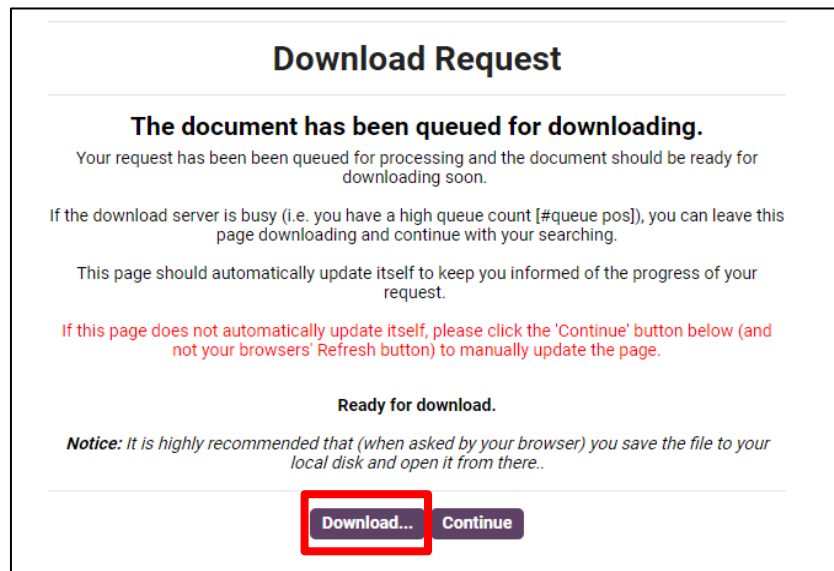 Download Request
The document has been queued for downloading.
Your request has been been queued for processing and the document should be ready for
downloading soon.
If the download server is busy (i.e. you have a high queue count [#queue pos]), you can leave this
page downloading and continue with your searching.
This page should automatically update itself to keep you informed of the progress of your
request.
If this page does not automatically update itself, please click the 'Continue' button below (and
not your browsers' Refresh button) to manually update the page.
Ready for download.
Notice: It is highly recommended that (when asked by your browser) you save the file to your
local disk and open it from there..
Download... Continue